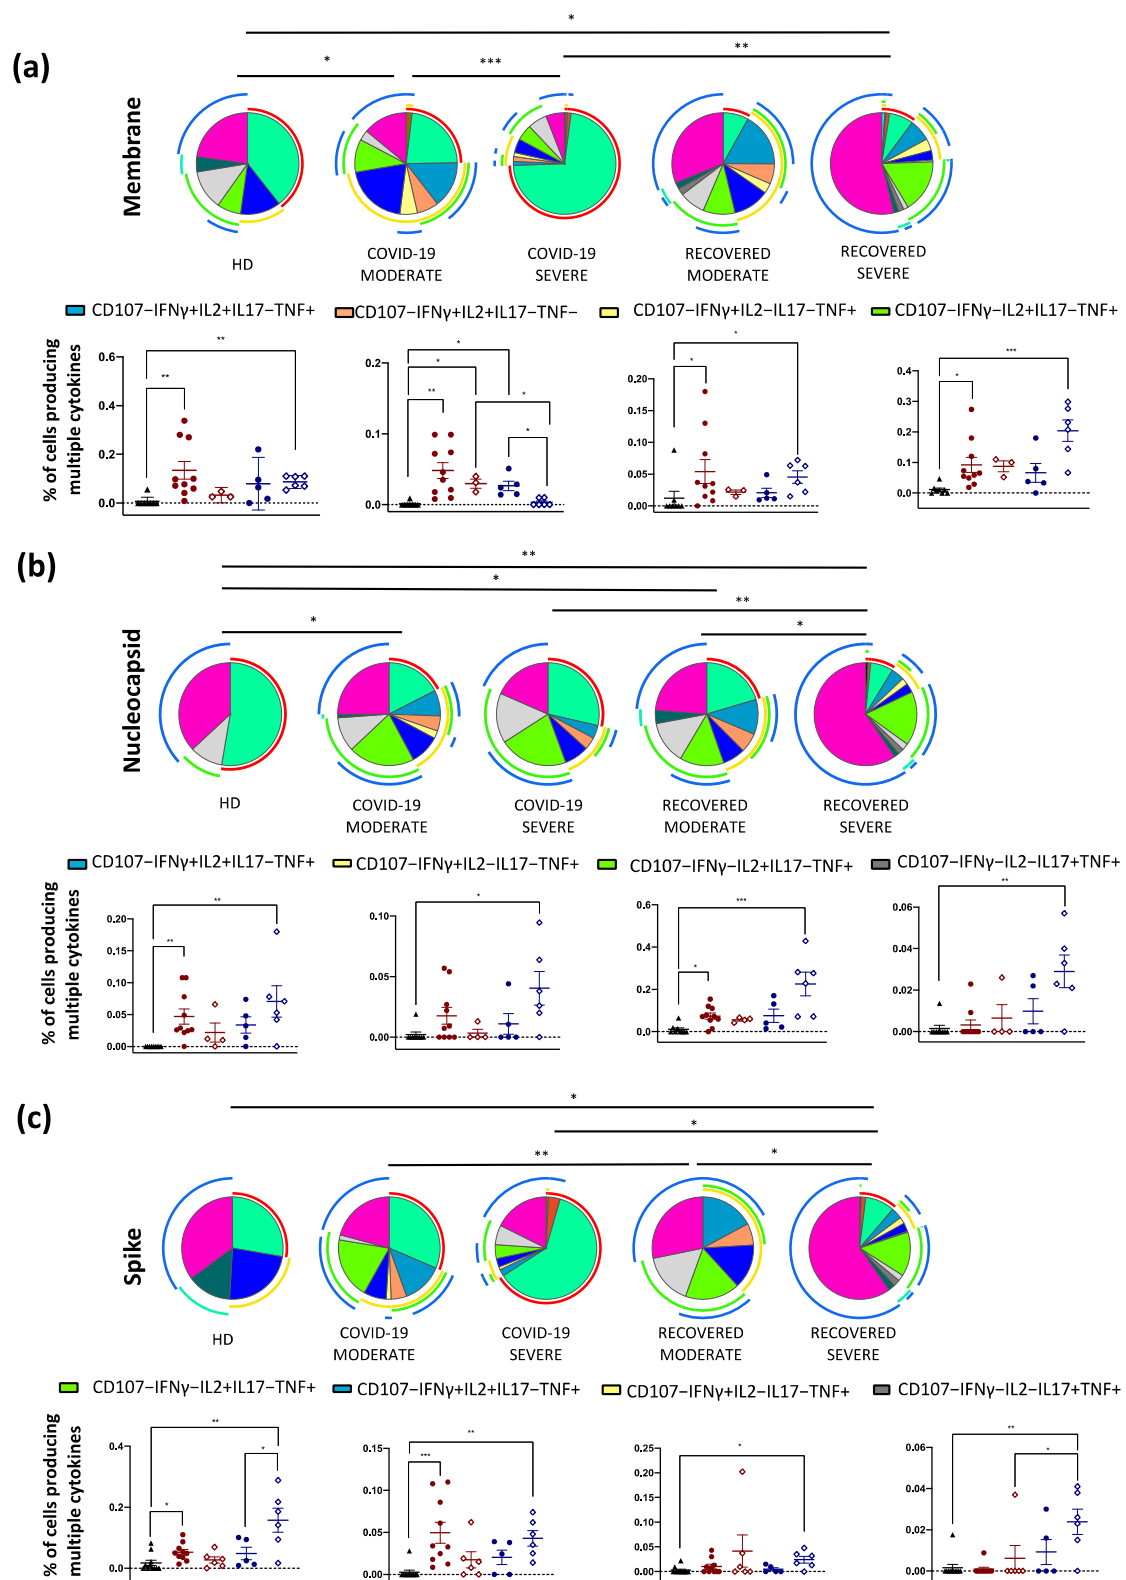 *
**
(a)
*
***
Membrane
HD
COVID-19
MODERATE
COVID-19
SEVERE
RECOVERED
MODERATE
RECOVERED
SEVERE
CD107−IFNγ+IL2+IL17−TNF+
CD107−IFNγ+IL2+IL17−TNF−
CD107−IFNγ+IL2−IL17−TNF+
CD107−IFNγ−IL2+IL17−TNF+
% of cells producing
multiple cytokines
0.6
0.4
0.2
0.0
**
**
0.2
0.1
0.0
*
*
**
*
*
0.20
0.15
0.10
0.05
0.00
*
*
0.4
0.3
0.2
0.1
0.0
***
*
(b)
**
*
**
*
*
Nucleocapsid
HD
COVID-19
MODERATE
COVID-19
SEVERE
RECOVERED
MODERATE
RECOVERED
SEVERE
CD107−IFNγ+IL2+IL17−TNF+
CD107−IFNγ+IL2−IL17−TNF+
CD107−IFNγ−IL2+IL17−TNF+
CD107−IFNγ−IL2−IL17+TNF+
% of cells producing
multiple cytokines
0.20
0.15
0.10
0.05
0.00
**
**
0.10
0.05
0.00
*
0.6
0.4
0.2
0.0
***
*
0.06
0.04
0.02
0.00
**
(c)
*
*
**
*
Spike
HD
COVID-19
MODERATE
COVID-19
SEVERE
RECOVERED
MODERATE
RECOVERED
SEVERE
CD107−IFNγ−IL2+IL17−TNF+
CD107−IFNγ+IL2+IL17−TNF+
CD107−IFNγ+IL2−IL17−TNF+
CD107−IFNγ−IL2−IL17+TNF+
% of cells producing
multiple cytokines
0.4
0.2
0.0
**
*
*
0.15
0.10
0.05
0.00
**
***
0.25
0.20
0.15
0.10
0.05
0.00
*
0.06
0.04
0.02
0.00
**
*